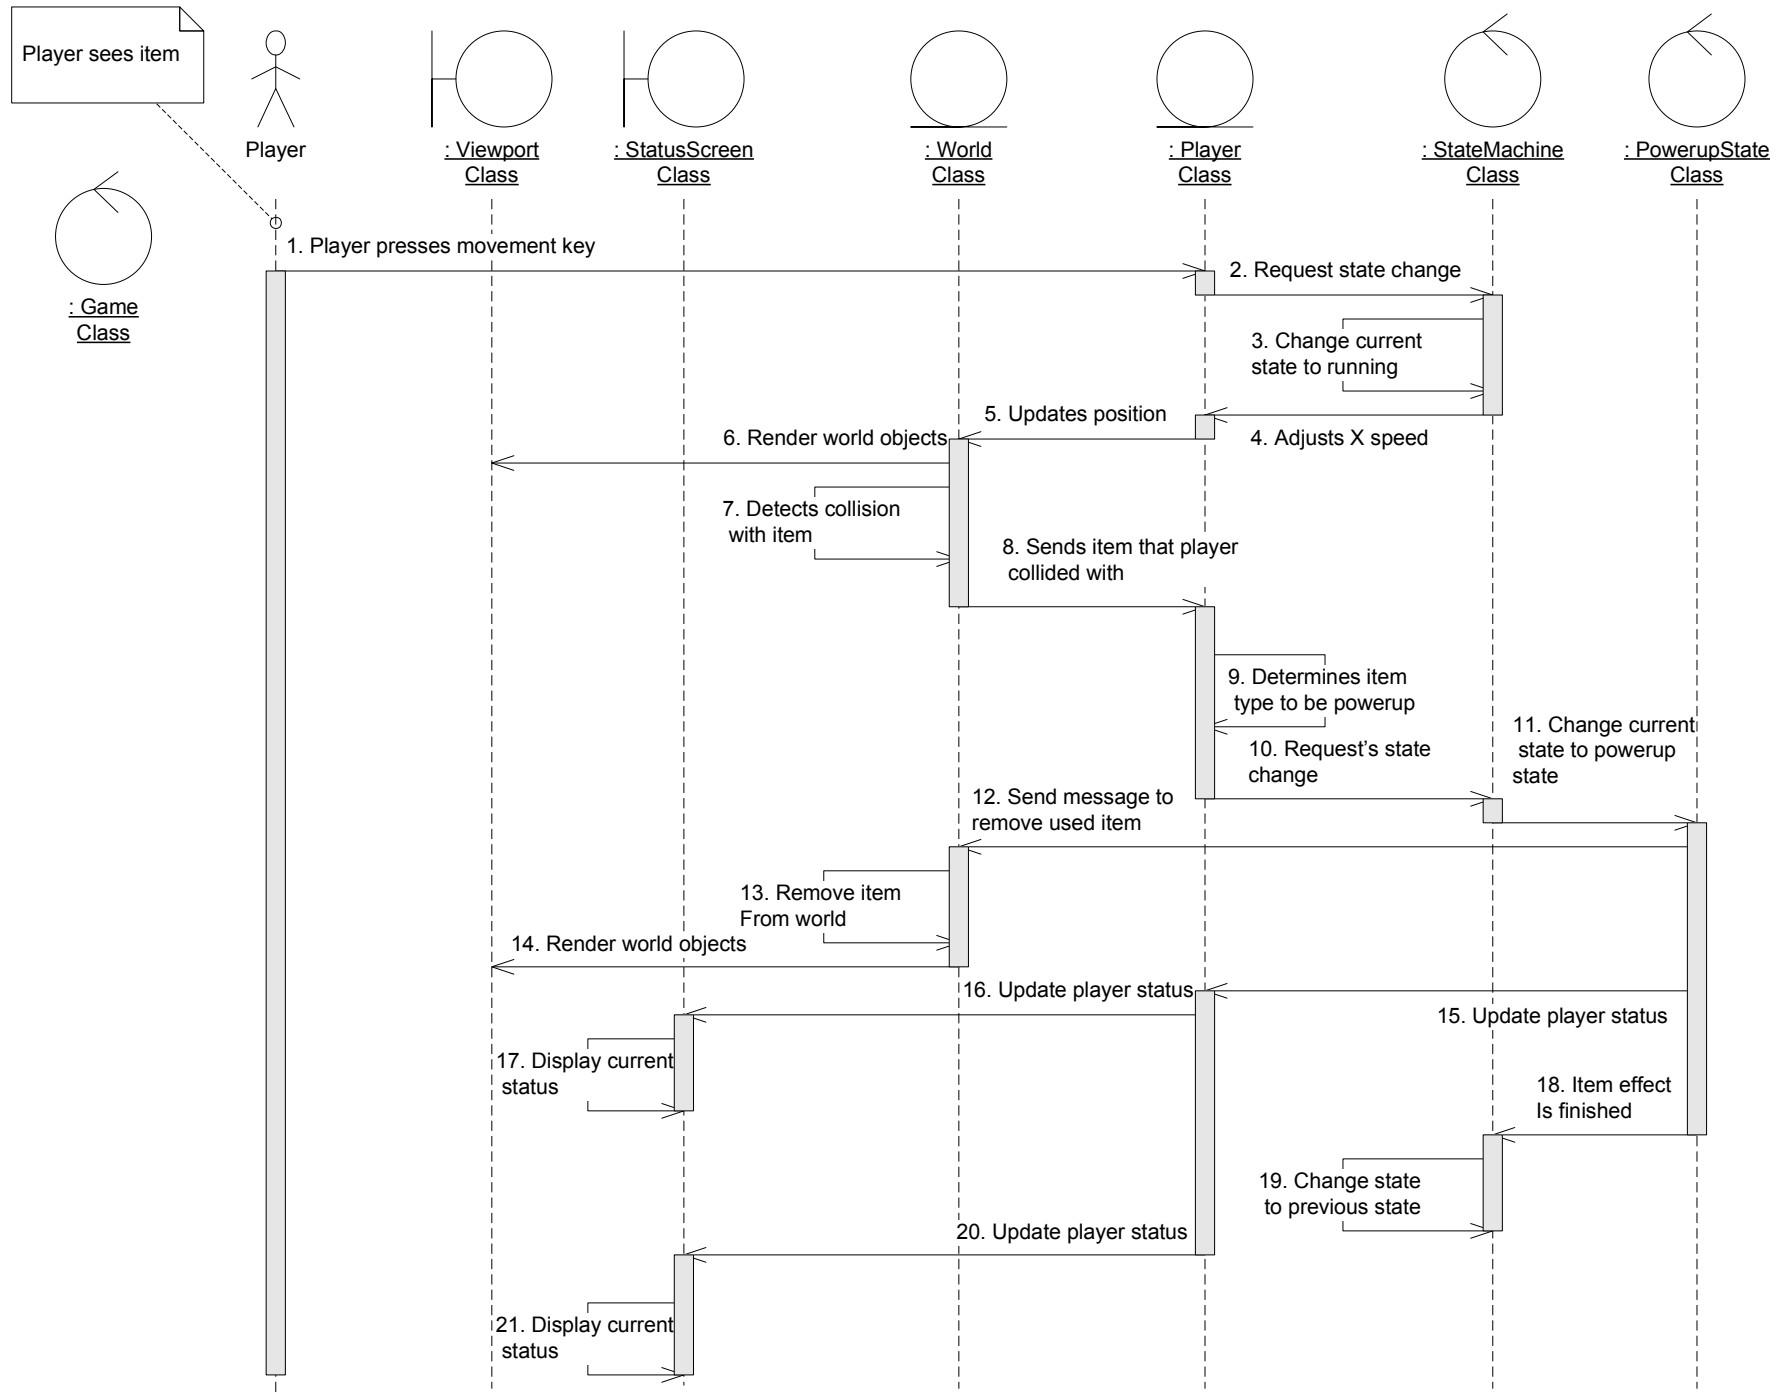 Player sees item
Player
: Viewport
Class
: StatusScreen
Class
: World
Class
: Player
Class
: StateMachine
Class
: PowerupState
Class
: Game
Class
1. Player presses movement key
2. Request state change
3. Change current
state to running
4. Adjusts X speed
5. Updates position
6. Render world objects
7. Detects collision
with item
8. Sends item that player
collided with
9. Determines item
type to be powerup
10. Request’s state
change
11. Change current
state to powerup
state
12. Send message to
remove used item
13. Remove item
From world
14. Render world objects
15. Update player status
16. Update player status
17. Display current
status
18. Item effect
Is finished
19. Change state
to previous state
20. Update player status
21. Display current
status